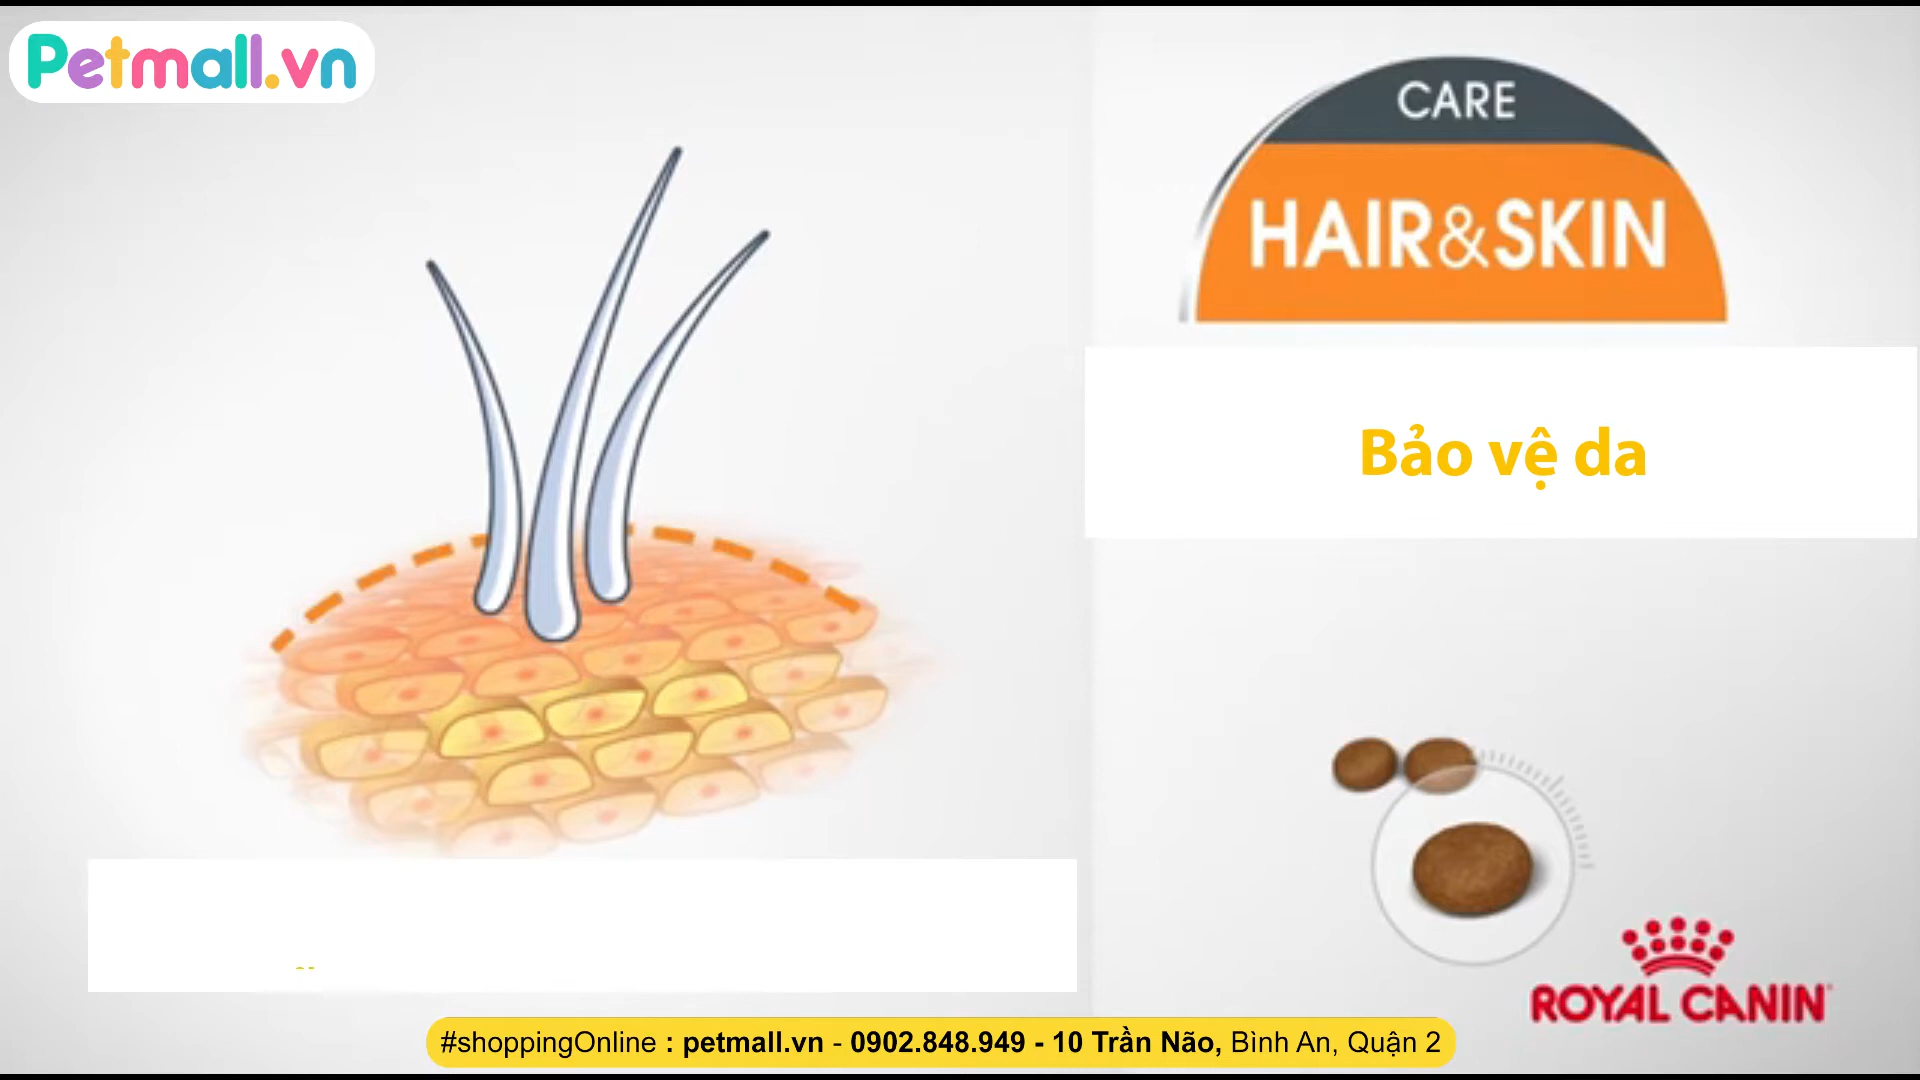 Petmall.vn
CARE
HAIR&SKIN
Bảo vệ da
ROYAL CANIN
#shoppingOnline : petmall.vn - 0902.848.949 - 10 Trần Não, Bình An, Quận 2